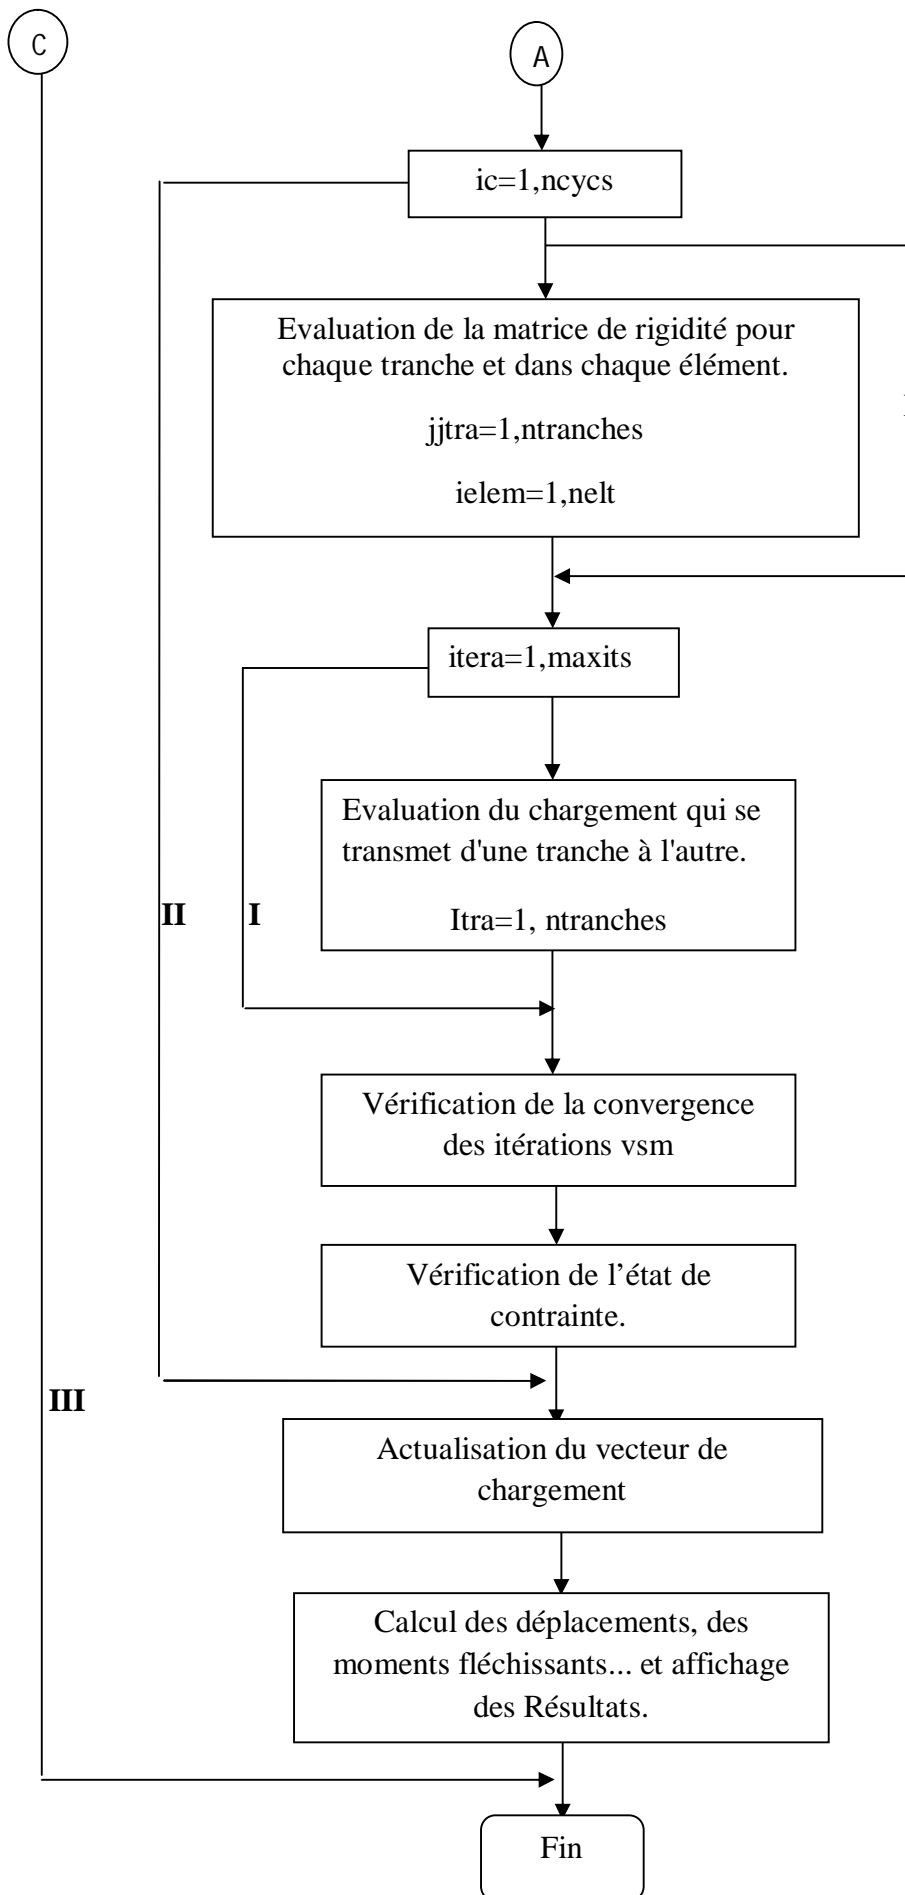 C
A
ic=1,ncycs
Evaluation de la matrice de rigidité pour
chaque tranche et dans chaque élément.
jjtra=1,ntranches
ielem=1,nelt
itera=1,maxits
Evaluation du chargement qui se
transmet d'une tranche à l'autre.
Itra=1, ntranches
II
I
Vérification de la convergence
des itérations vsm
Vérification de l’état de
contrainte.
III
Actualisation du vecteur de
chargement
Calcul des déplacements, des
moments fléchissants... et affichage
des Résultats.
Fin